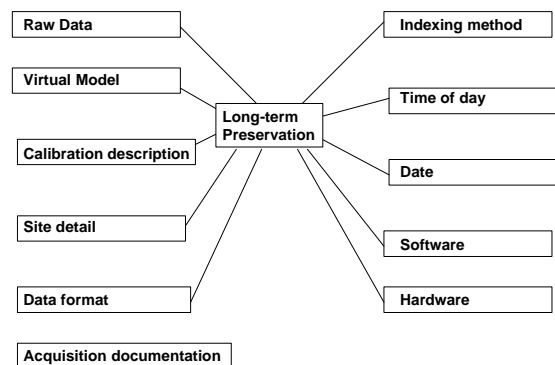 Raw Data
Virtual Model
Calibration description
Site detail
Data format
Acquisition documentation
Long-term
Preservation
Indexing method
Time of day
Date
Software
Hardware